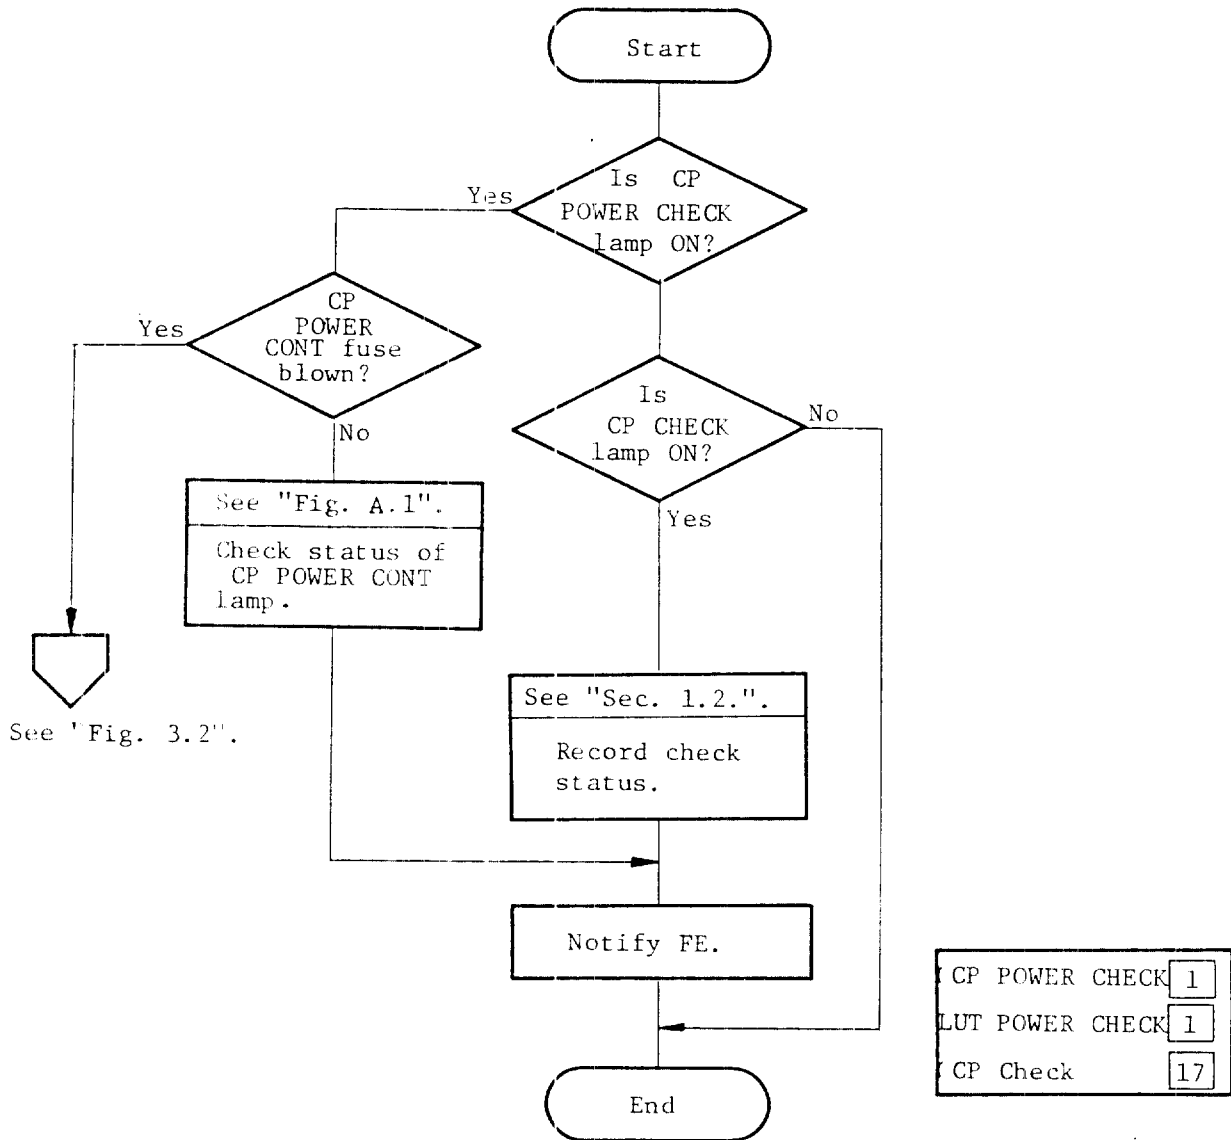 Start
Is CP
POWER CHECK
lamp ON?
Yes
CP
POWER
CONT fuse
blown?
Yes
No
Is
CP CHECK
lamp ON?
No
Yes
See "Fig. A.1".
Check status of
CP POWER CONT
lamp.
See "Fig. 3.2".
See "Sec. 1.2.".
Record check
status.
Notify FE.
End
CP POWER CHECK 1
LUT POWER CHECK 1
CP Check 17